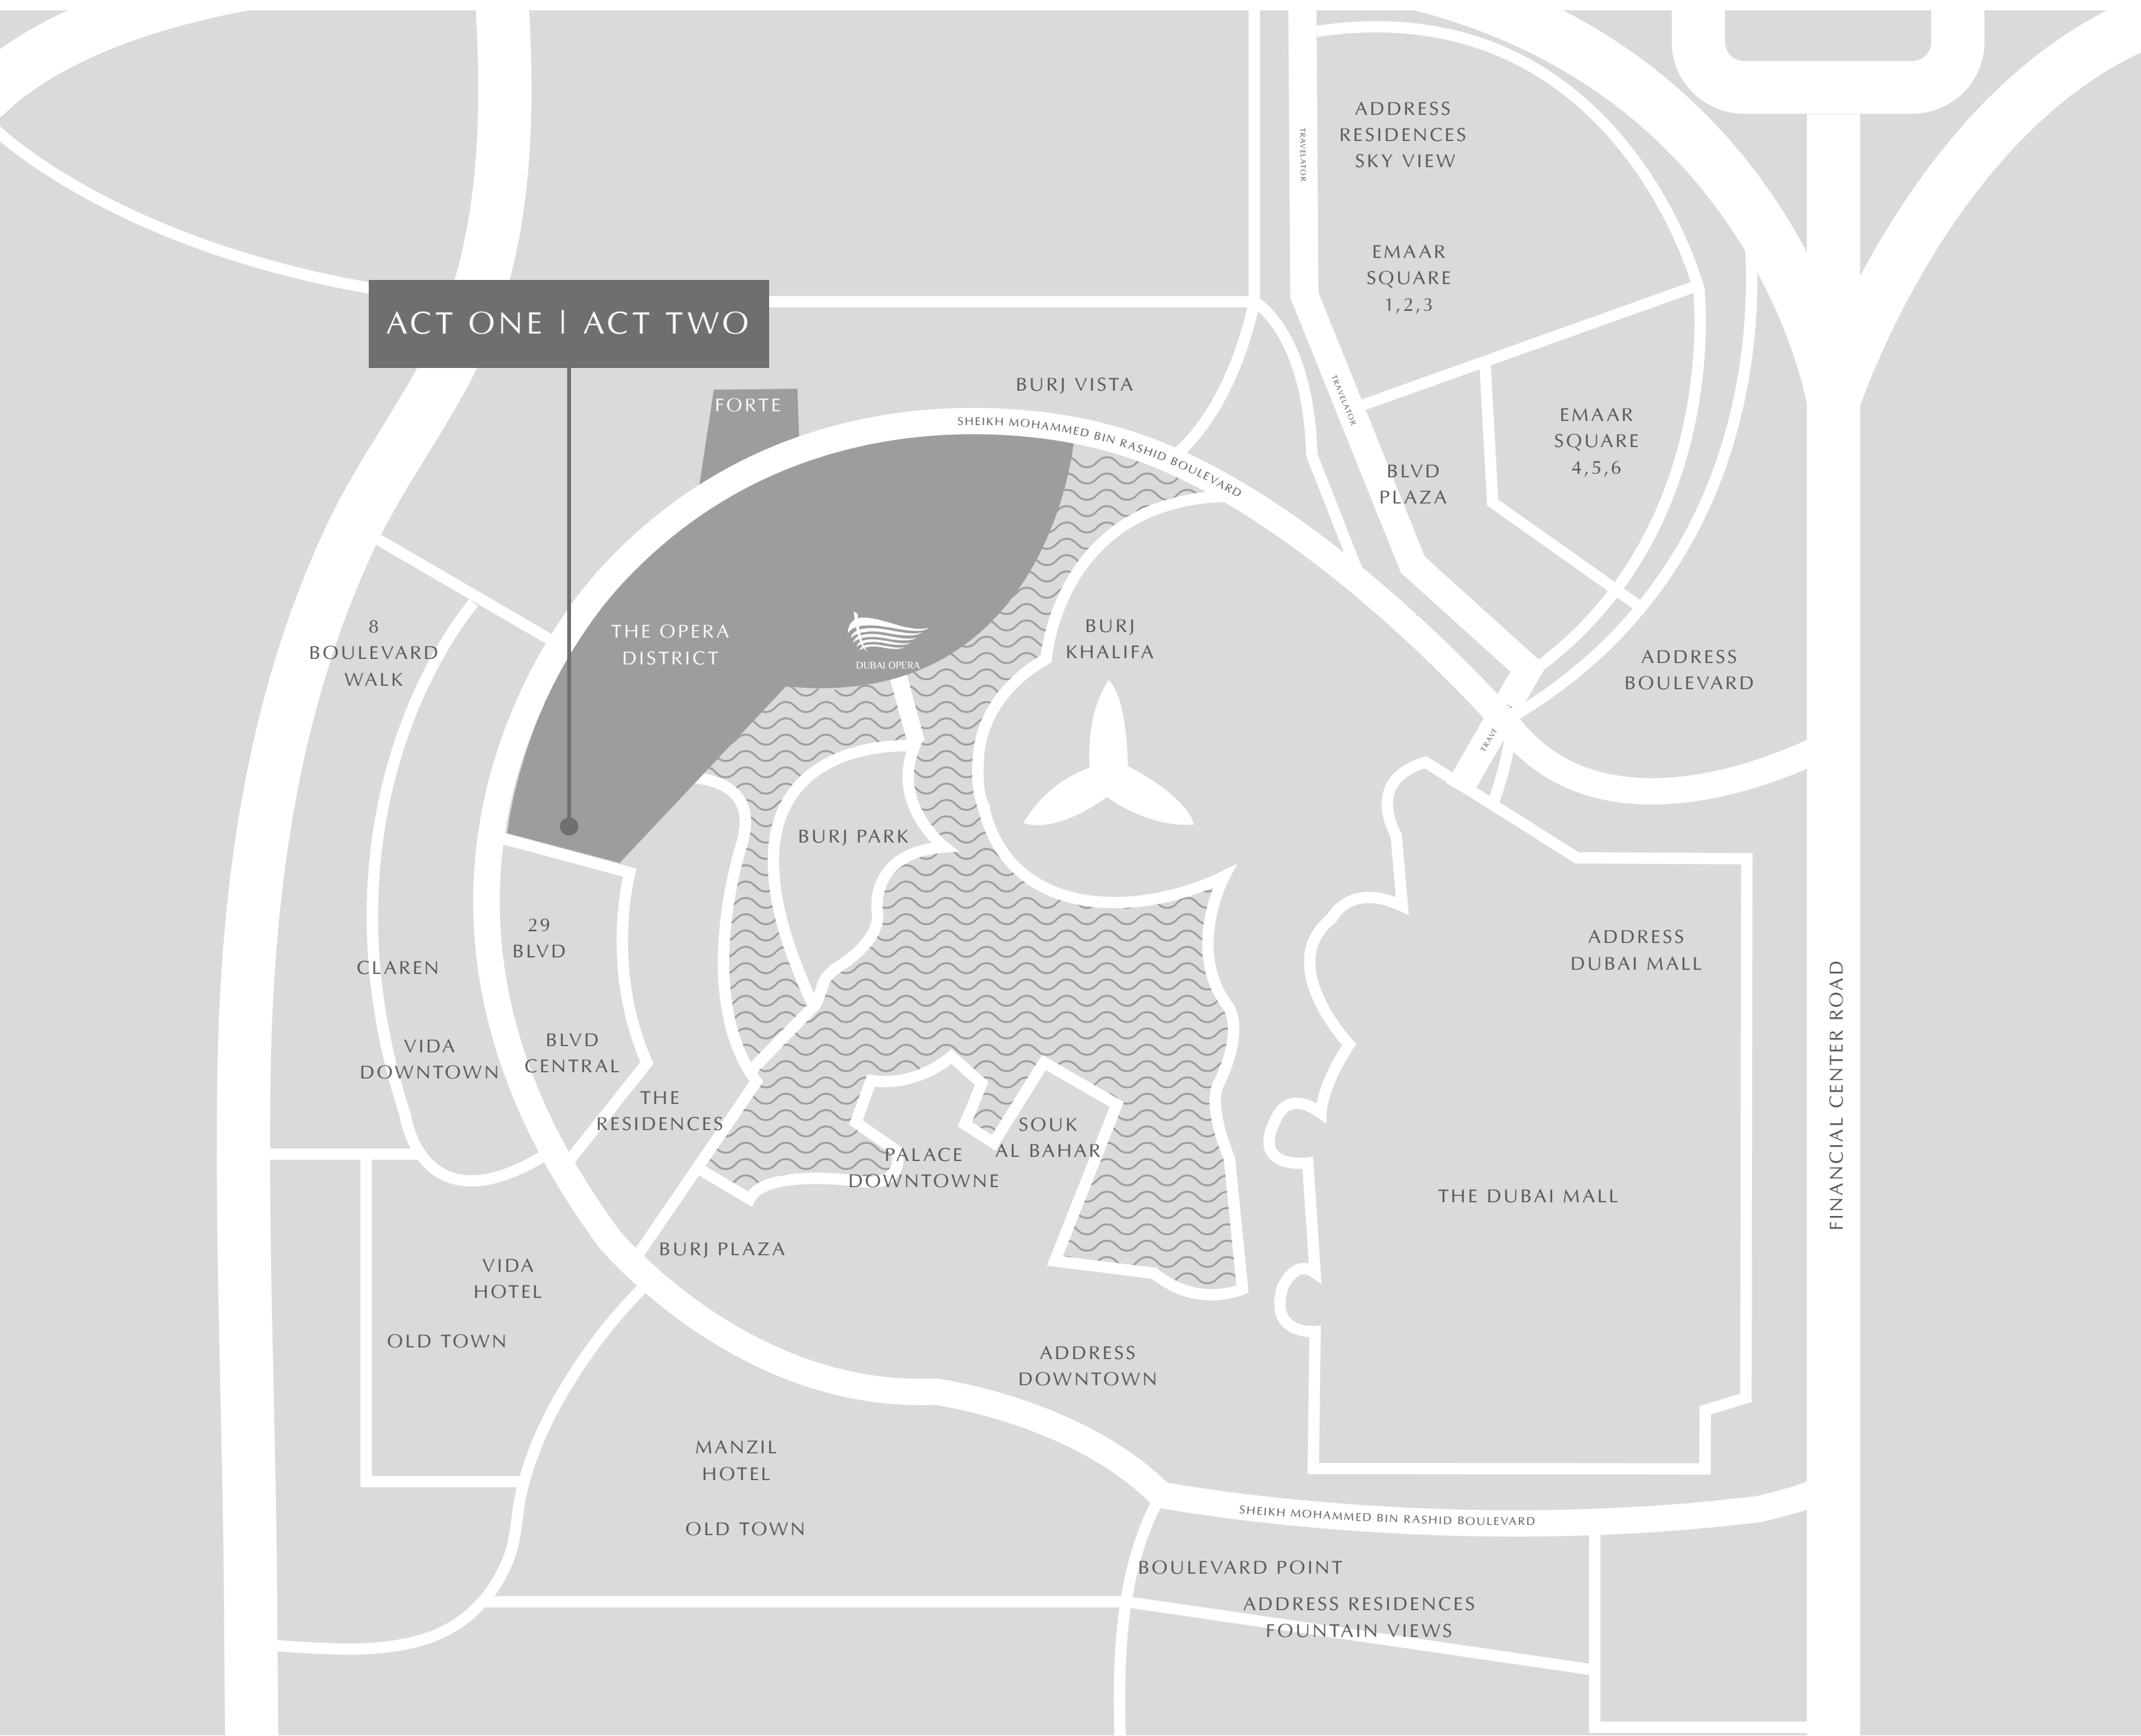 ADDRESS
RESIDENCES
SKY VIEW
TRAVELATOR
EMAAR
SQUARE
1,2,3
ACT ONE | ACT TWO
FORTE
BURJ VISTA
SHEIKH MOHAMMED BIN RASHID BOULEVARD
TRAVELATOR
EMAAR
SQUARE
4,5,6
BLVD
PLAZA
8
BOULEVARD
WALK
THE OPERA
DISTRICT
DUBAI OPERA
BURJ
KHALIFA
ADDRESS
BOULEVARD
BURJ PARK
29
BLVD
CLAREN
ADDRESS
DUBAI MALL
VIDA
DOWNTOWN
BLVD
CENTRAL
THE
RESIDENCES
SOUK
AL BAHAR
PALACE
DOWNTOWNE
THE DUBAI MALL
FINANCIAL CENTER ROAD
BURJ PLAZA
VIDA
HOTEL
OLD TOWN
ADDRESS
DOWNTOWN
MANZIL
HOTEL
OLD TOWN
SHEIKH MOHAMMED BIN RASHID BOULEVARD
BOULEVARD POINT
ADDRESS RESIDENCES
FOUNTAIN VIEWS